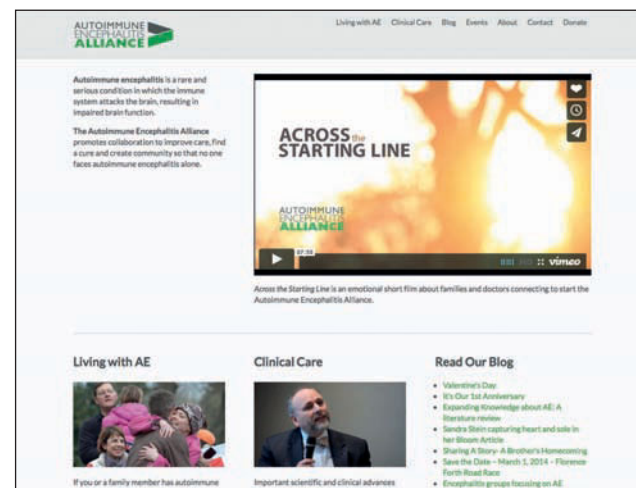 AUTOIMMUNE
ENCEPHALITIS
ALLIANCE
Living with AE Clinical Care Blog Events About Contact Donate
Autoimmune encephalitis is a rare and
serious condition in which the immune
system attacks the brain, resulting in
impaired brain function.
The Autoimmune Encephalitis Alliance
promotes collaboration to improve care, find
a cure and create community so that no one
faces autoimmune encephalitis alone.
ACROSS the
STARTING LINE
AUTOIMMUNE
ENCEPHALITIS
ALLIANCE
vimeo
Across the Starting Line is an emotional short film about families and doctors connecting to start the
Autoimmune Encephalitis Alliance.
Living with AE
If you or a family member has autoimmune
Clinical Care
Important scientific and clinical advances
Read Our Blog
• Valentine's Day
• It's Our 1st Anniversary
• Expanding Knowledge about AE: A
literature review
• Sandra Stein capturing heart and sole in
her Bloom Article
• Sharing A Story- A Brother's Homecoming
• Save the Date – March 1, 2014 – Florence
Forth Road Race
• Encephalitis groups focusing on AE